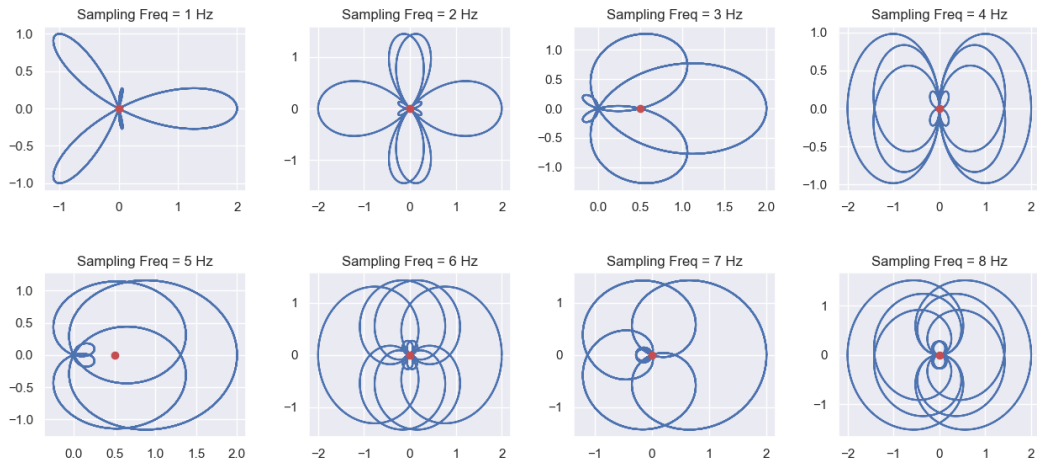 Sampling Freq = 1 Hz
Sampling Freq = 2 Hz
Sampling Freq = 3 Hz
Sampling Freq = 4 Hz
1.0
0.5
0.0
−0.5
−1.0
−1 0 1 2
1
0
−1
−2 −1 0 1 2
1.0
0.5
0.0
−0.5
−1.0
0.0 0.5 1.0 1.5 2.0
1.0
0.5
0.0
−0.5
−1.0
−2 −1 0 1 2
Sampling Freq = 5 Hz
Sampling Freq = 6 Hz
Sampling Freq = 7 Hz
Sampling Freq = 8 Hz
1.0
0.5
0.0
−0.5
−1.0
0.0 0.5 1.0 1.5 2.0
1
0
−1
−2 −1 0 1 2
1
0
−1
−1 0 1 2
1
0
−1
−2 −1 0 1 2